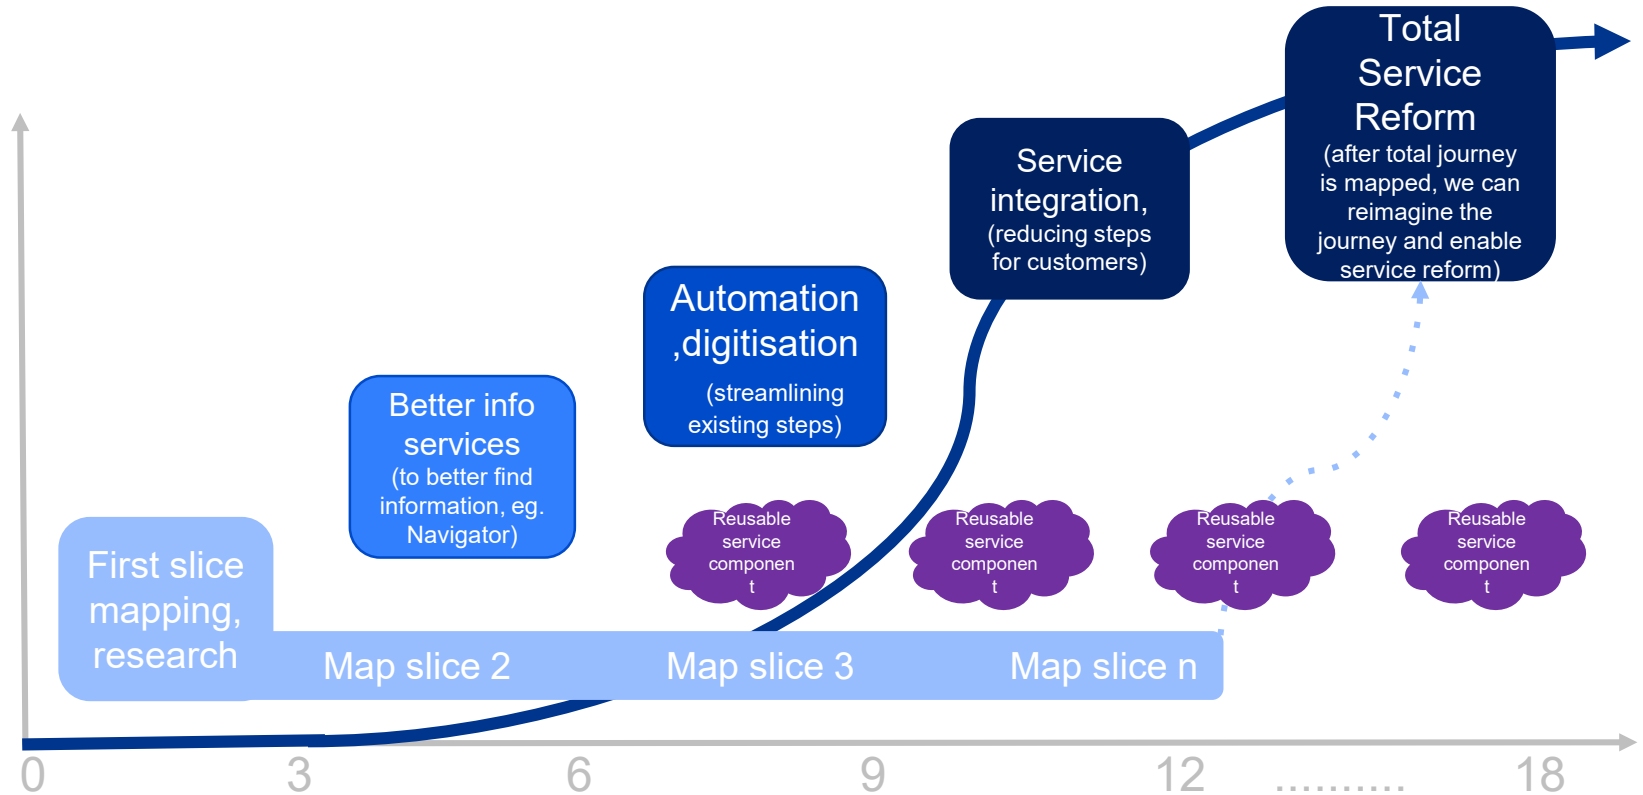 Total
Service
Reform
(after total journey
is mapped, we can
reimagine the
journey and enable
service reform)
Service
integration,
(reducing steps
for customers)
Automation
,digitisation
(streamlining
existing steps)
Better info
services
(to better find
information, eg.
Navigator)
First slice
mapping,
research
Reusable
service
componen
t
Reusable
service
componen
t
Reusable
service
componen
t
Reusable
service
componen
t
Map slice 2
Map slice 3
Map slice n
0 3 6 9 12 .......... 18